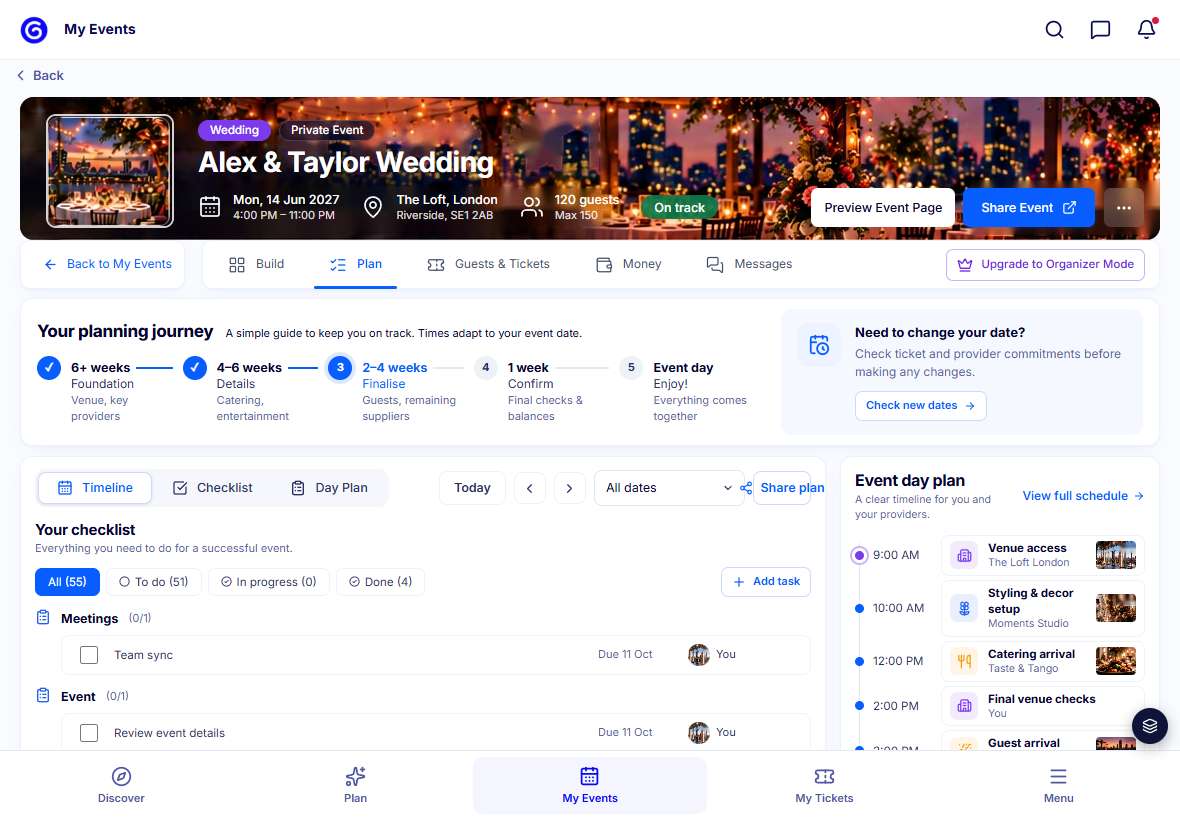 My Events
Back
Wedding
Private Event
Alex & Taylor Wedding
Mon, 14 Jun 2027
4:00 PM – 11:00 PM
The Loft, London
Riverside, SE1 2AB
120 guests
Max 150
On track
Preview Event Page
Share Event
Back to My Events
Build
Plan
Guests & Tickets
Money
Messages
Upgrade to Organizer Mode
Your planning journey
A simple guide to keep you on track. Times adapt to your event date.
6+ weeks
Foundation
Venue, key
providers
4–6 weeks
Details
Catering,
entertainment
3
2–4 weeks
Finalise
Guests, remaining
suppliers
4
1 week
Confirm
Final checks &
balances
5
Event day
Enjoy!
Everything comes
together
Need to change your date?
Check ticket and provider commitments before
making any changes.
Check new dates
Timeline
Checklist
Day Plan
Today
All dates
Share plan
Your checklist
Everything you need to do for a successful event.
All (55)
To do (51)
In progress (0)
Done (4)
Add task
Meetings (0/1)
Team sync
Due 11 Oct
You
Event (0/1)
Review event details
Due 11 Oct
You
Event day plan
A clear timeline for you and
your providers.
View full schedule
9:00 AM
Venue access
The Loft London
10:00 AM
Styling & decor
setup
Moments Studio
12:00 PM
Catering arrival
Taste & Tango
2:00 PM
Final venue checks
You
Guest arrival
Discover
Plan
My Events
My Tickets
Menu